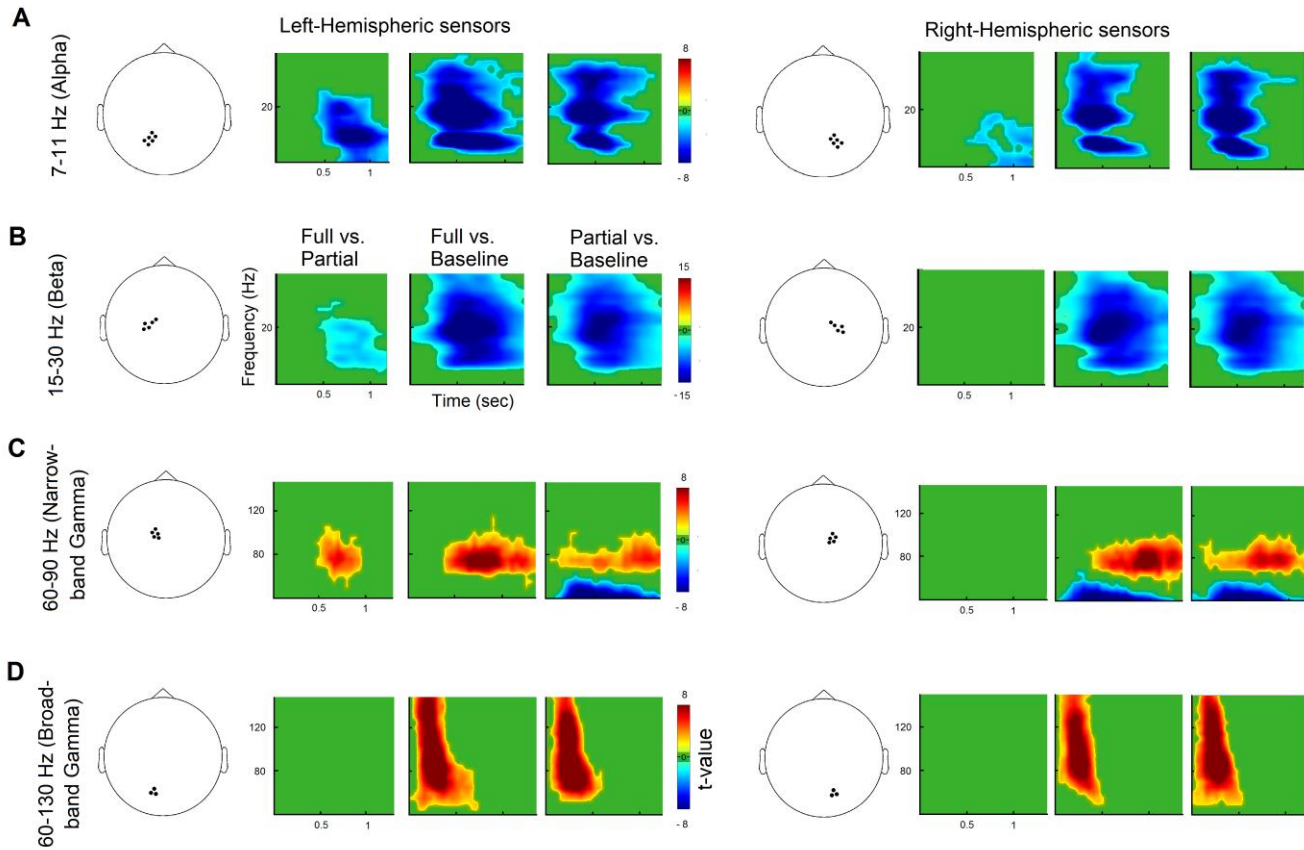 A
Left-Hemispheric sensors
Right-Hemispheric sensors
7-11 Hz (Alpha)
20
0.5
1
8
0
- 8
20
0.5
1
B
15-30 Hz (Beta)
Full vs.
Partial
Full vs.
Baseline
Partial vs.
Baseline
Frequency (Hz)
20
0.5
1
Time (sec)
15
0
- 15
20
0.5
1
C
60-90 Hz (Narrow-
band Gamma)
120
80
0.5
1
8
0
- 8
120
80
0.5
1
D
60-130 Hz (Broad-
band Gamma)
120
80
0.5
1
8
0
- 8
t-value
120
80
0.5
1